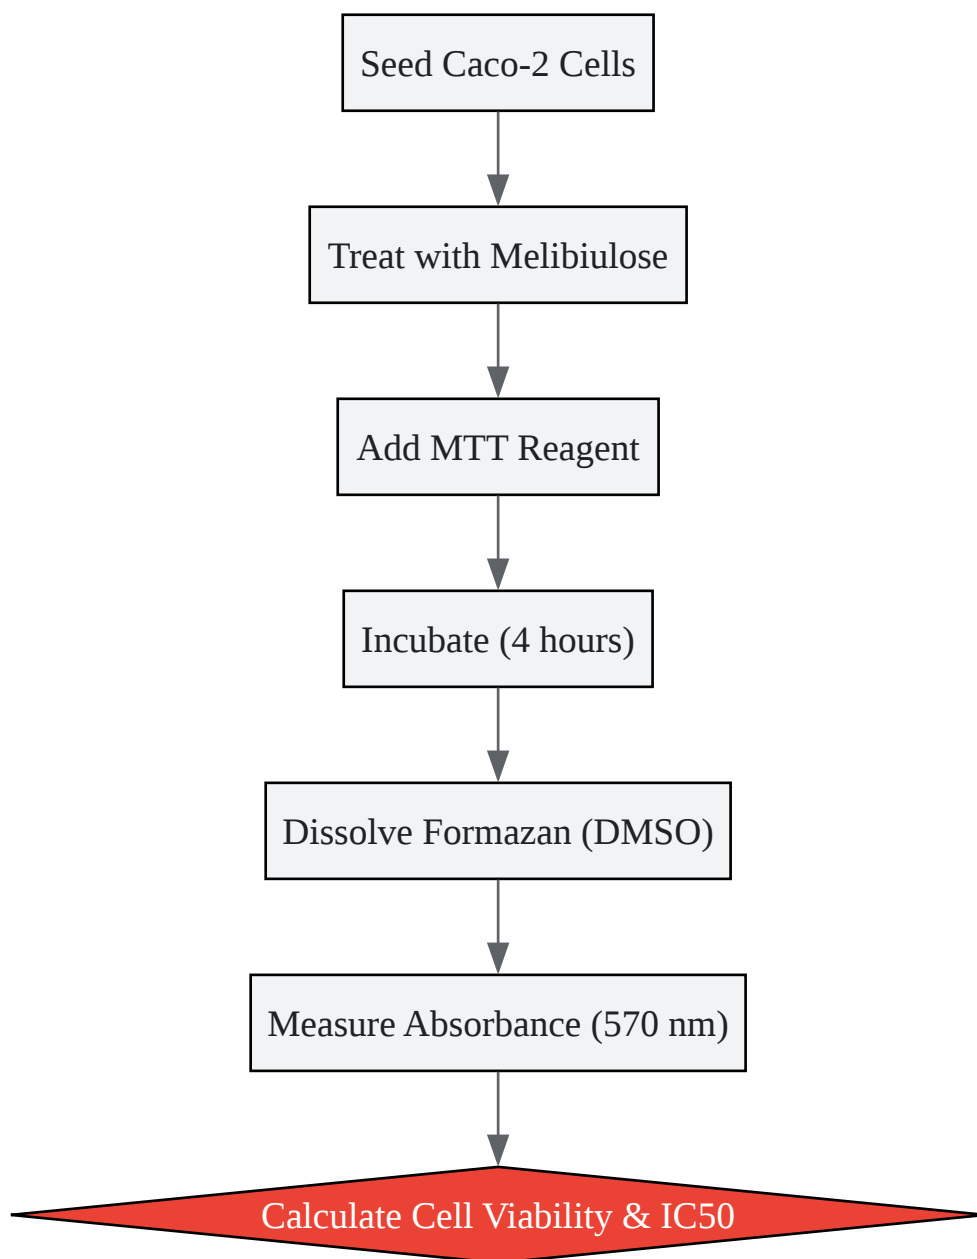 Seed Caco-2 Cells
Treat with Melibiulose
Add MTT Reagent
Incubate (4 hours)
Dissolve Formazan (DMSO)
Measure Absorbance (570 nm)
Calculate Cell Viability & IC50